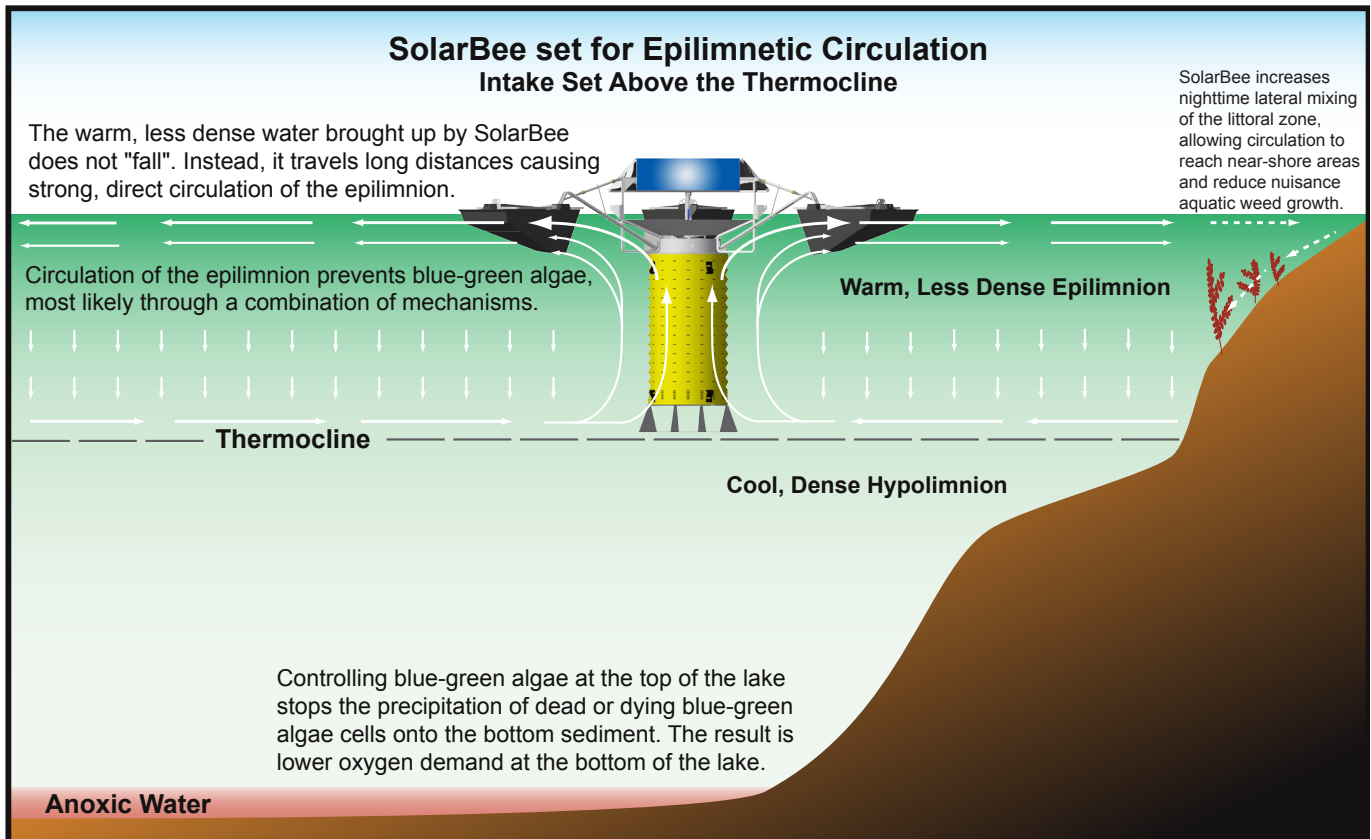 SolarBee set for Epilimnetic Circulation
Intake Set Above the Thermocline
SolarBee increases
nighttime lateral mixing
of the littoral zone,
allowing circulation to
reach near-shore areas
and reduce nuisance
aquatic weed growth.
The warm, less dense water brought up by SolarBee
does not "fall". Instead, it travels long distances causing
strong, direct circulation of the epilimnion.
Circulation of the epilimnion prevents blue-green algae,
most likely through a combination of mechanisms.
Warm, Less Dense Epilimnion
Thermocline
Cool, Dense Hypolimnion
Controlling blue-green algae at the top of the lake
stops the precipitation of dead or dying blue-green
algae cells onto the bottom sediment. The result is
lower oxygen demand at the bottom of the lake.
Anoxic Water